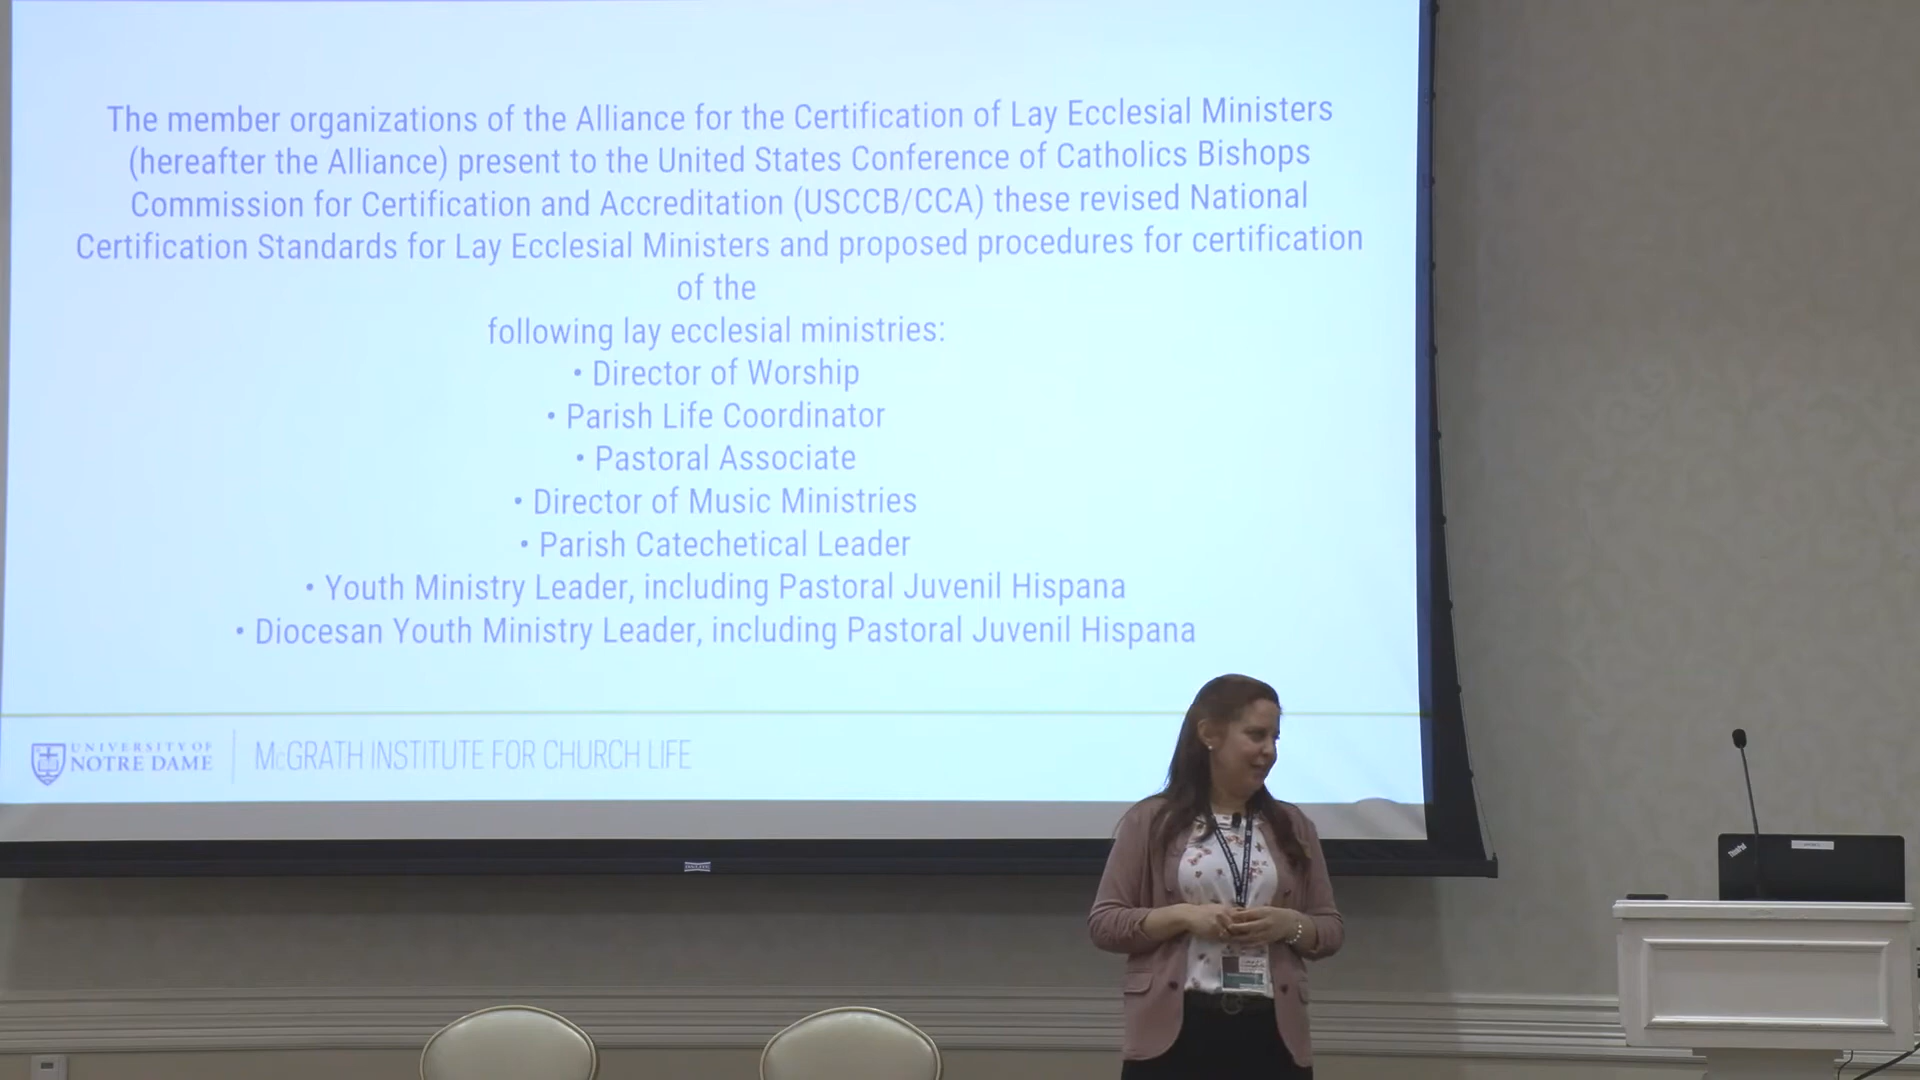 The member organizations of the Alliance for the Certification of Lay Ecclesial Ministers
(hereafter the Alliance) present to the United States Conference of Catholics Bishops
Commission for Certification and Accreditation (USCCB/CCA) these revised National
Certification Standards for Lay Ecclesial Ministers and proposed procedures for certification
of the
following lay ecclesial ministries:
• Director of Worship
• Parish Life Coordinator
• Pastoral Associate
• Director of Music Ministries
• Parish Catechetical Leader
• Youth Ministry Leader, including Pastoral Juvenil Hispana
• Diocesan Youth Ministry Leader, including Pastoral Juvenil Hispana
UNIVERSITY OF
NOTRE DAME
McGRATH INSTITUTE FOR CHURCH LIFE
ThinkPad